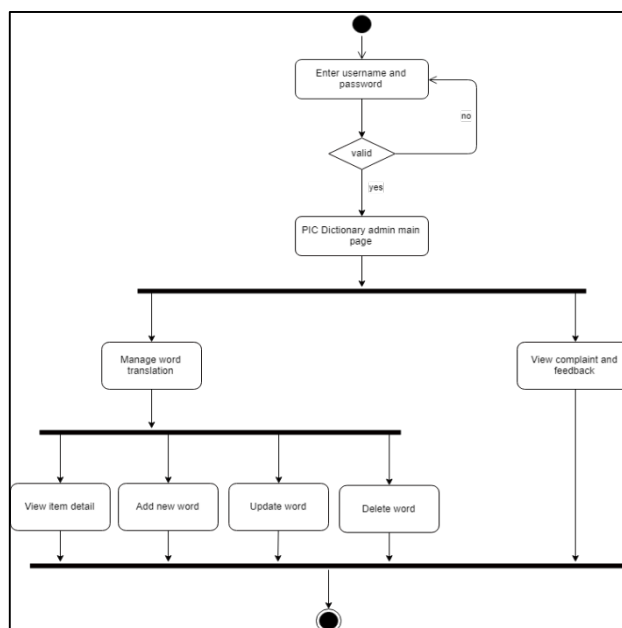 Enter username and
password
no
valid
yes
PIC Dictionary admin main
page
Manage word
translation
View complaint and
feedback
View item detail
Add new word
Update word
Delete word